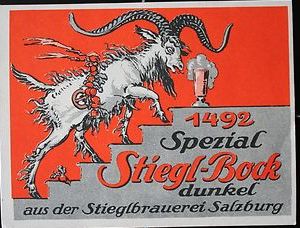 1492
Spezial
Stiegl-Bock
dunkel
aus der Stieglbrauerei Salzburg